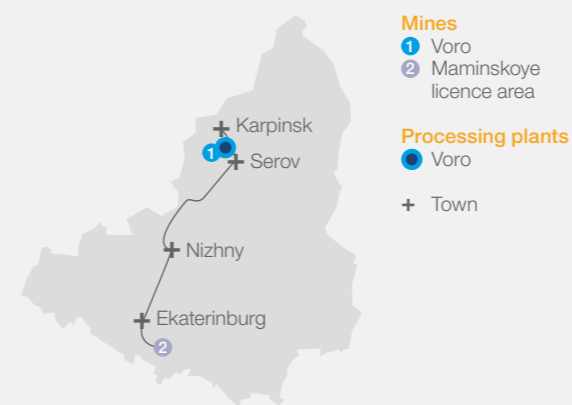 Karpinsk
1
Serov
Nizhny
Ekaterinburg
2
Mines
1 Voro
2 Maminskoye
licence area
Processing plants
Voro
Town